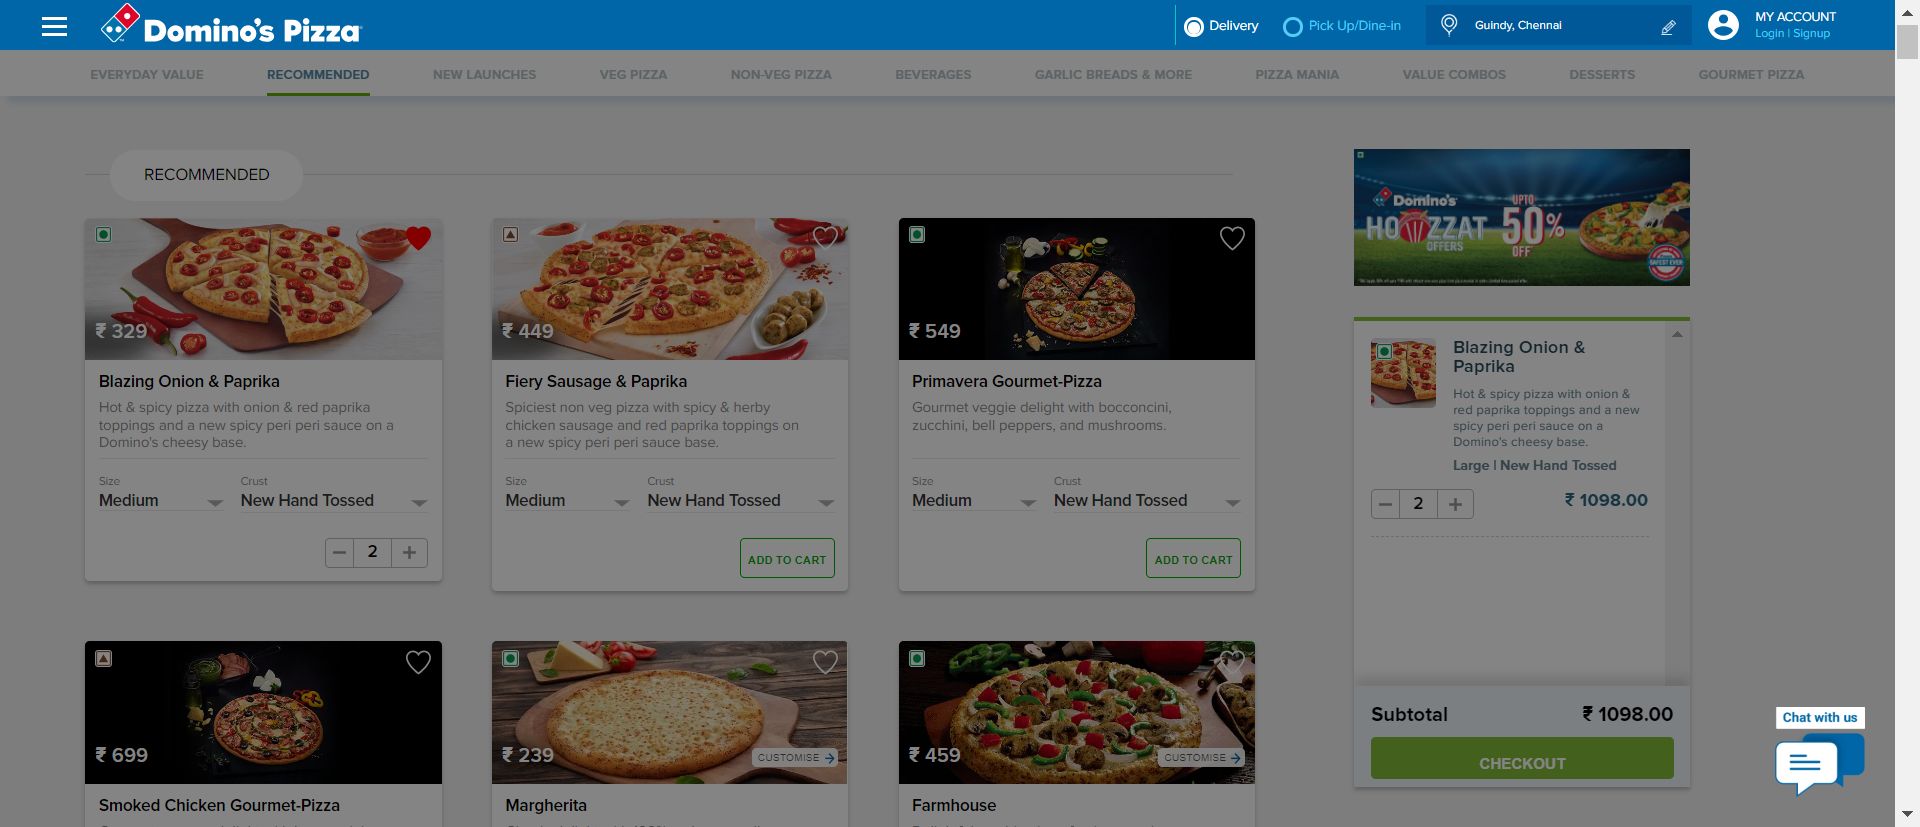 Domino's Pizza
Delivery
Pick Up/Dine-in
Guindy, Chennai
MY ACCOUNT
Login | Signup
EVERYDAY VALUE
RECOMMENDED
NEW LAUNCHES
VEG PIZZA
NON-VEG PIZZA
BEVERAGES
GARLIC BREADS & MORE
PIZZA MANIA
VALUE COMBOS
DESSERTS
GOURMET PIZZA
RECOMMENDED
₹ 329
Blazing Onion & Paprika
Hot & spicy pizza with onion & red paprika
toppings and a new spicy peri peri sauce on a
Domino's cheesy base.
Size
Crust
Medium
New Hand Tossed
2
₹ 449
Fiery Sausage & Paprika
Spiciest non veg pizza with spicy & herby
chicken sausage and red paprika toppings on
a new spicy peri peri sauce base.
Size
Crust
Medium
New Hand Tossed
ADD TO CART
₹ 549
Primavera Gourmet-Pizza
Gourmet veggie delight with bocconcini,
zucchini, bell peppers, and mushrooms.
Size
Crust
Medium
New Hand Tossed
ADD TO CART
₹ 699
Smoked Chicken Gourmet-Pizza
₹ 239
CUSTOMISE
Margherita
₹ 459
CUSTOMISE
Farmhouse
Domino's
HOWZZAT
OFFERS
UPTO
50%
OFF
Blazing Onion &
Paprika
Hot & spicy pizza with onion &
red paprika toppings and a new
spicy peri peri sauce on a
Domino's cheesy base.
Large | New Hand Tossed
2
₹ 1098.00
Subtotal
₹ 1098.00
CHECKOUT
Chat with us